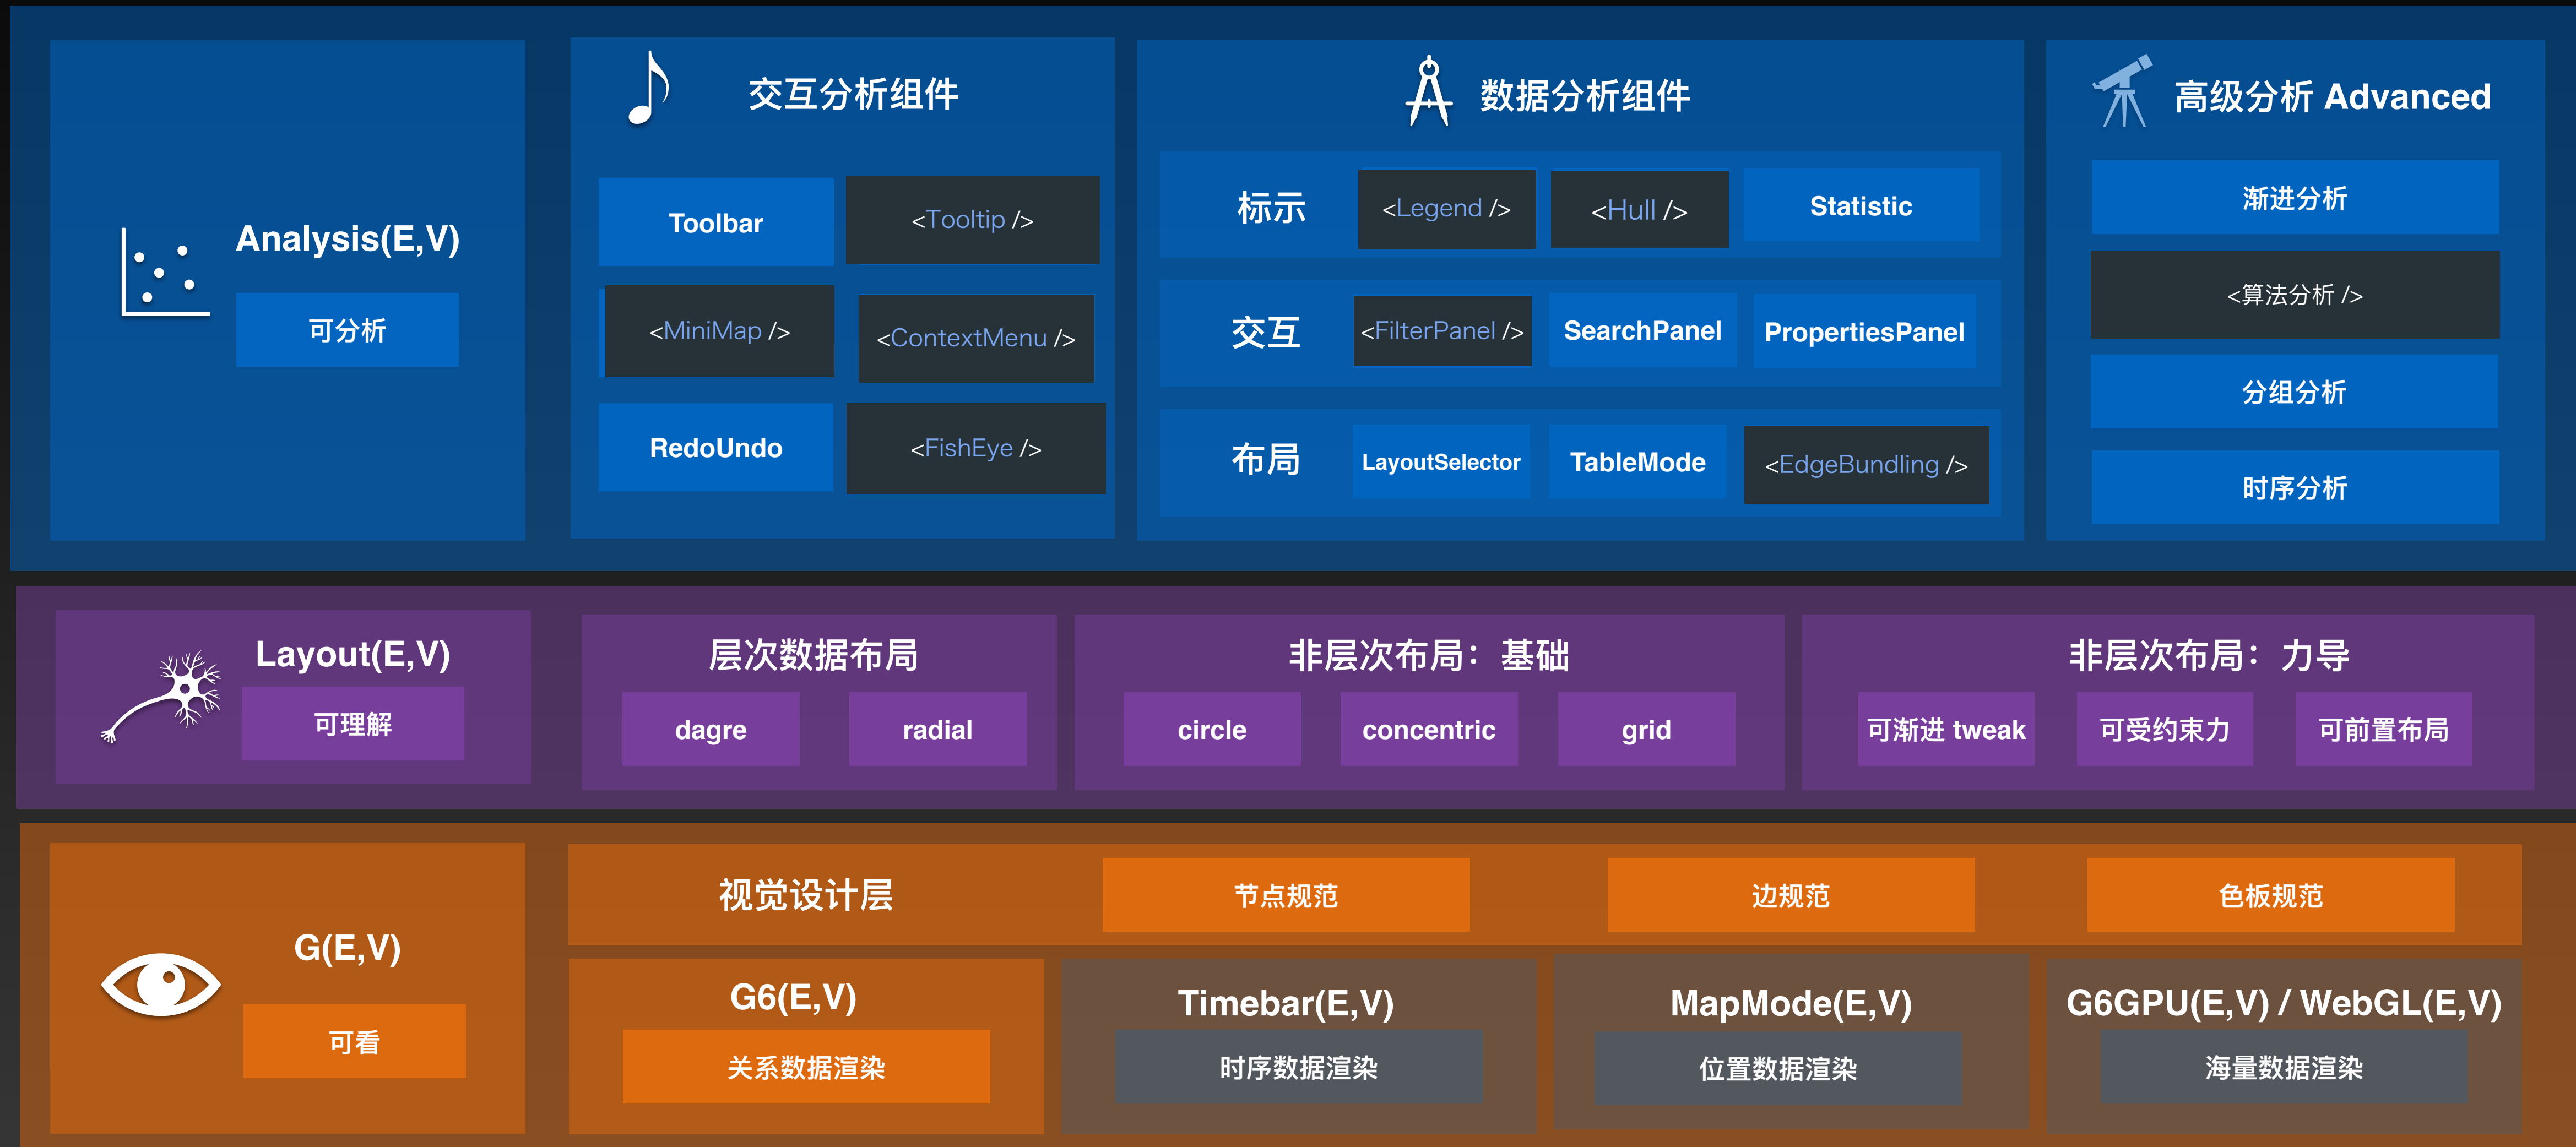 Analysis(E,V)
可分析
交互分析组件
Toolbar
<Tooltip />
<MiniMap />
<ContextMenu />
RedoUndo
<FishEye />
数据分析组件
标示
<Legend />
<Hull />
Statistic
交互
<FilterPanel />
SearchPanel
PropertiesPanel
布局
LayoutSelector
TableMode
<EdgeBundling />
高级分析 Advanced
渐进分析
<算法分析 />
分组分析
时序分析
Layout(E,V)
可理解
层次数据布局
dagre
radial
非层次布局：基础
circle
concentric
grid
非层次布局：力导
可渐进 tweak
可受约束力
可前置布局
G(E,V)
可看
视觉设计层
节点规范
边规范
色板规范
G6(E,V)
关系数据渲染
Timebar(E,V)
时序数据渲染
MapMode(E,V)
位置数据渲染
G6GPU(E,V) / WebGL(E,V)
海量数据渲染